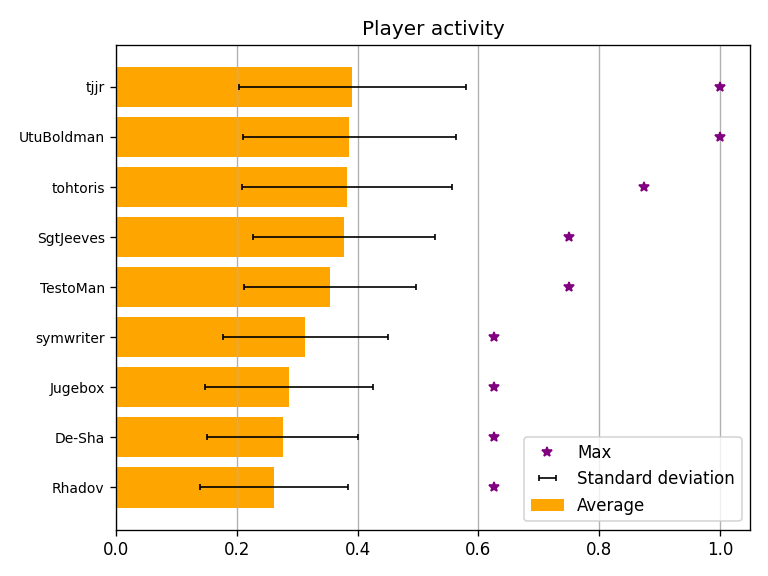 Player activity
tjjr
UtuBoldman
tohtoris
SgtJeeves
TestoMan
symwriter
Jugebox
De-Sha
Rhadov
Max
Standard deviation
Average
0.0 0.2 0.4 0.6 0.8 1.0